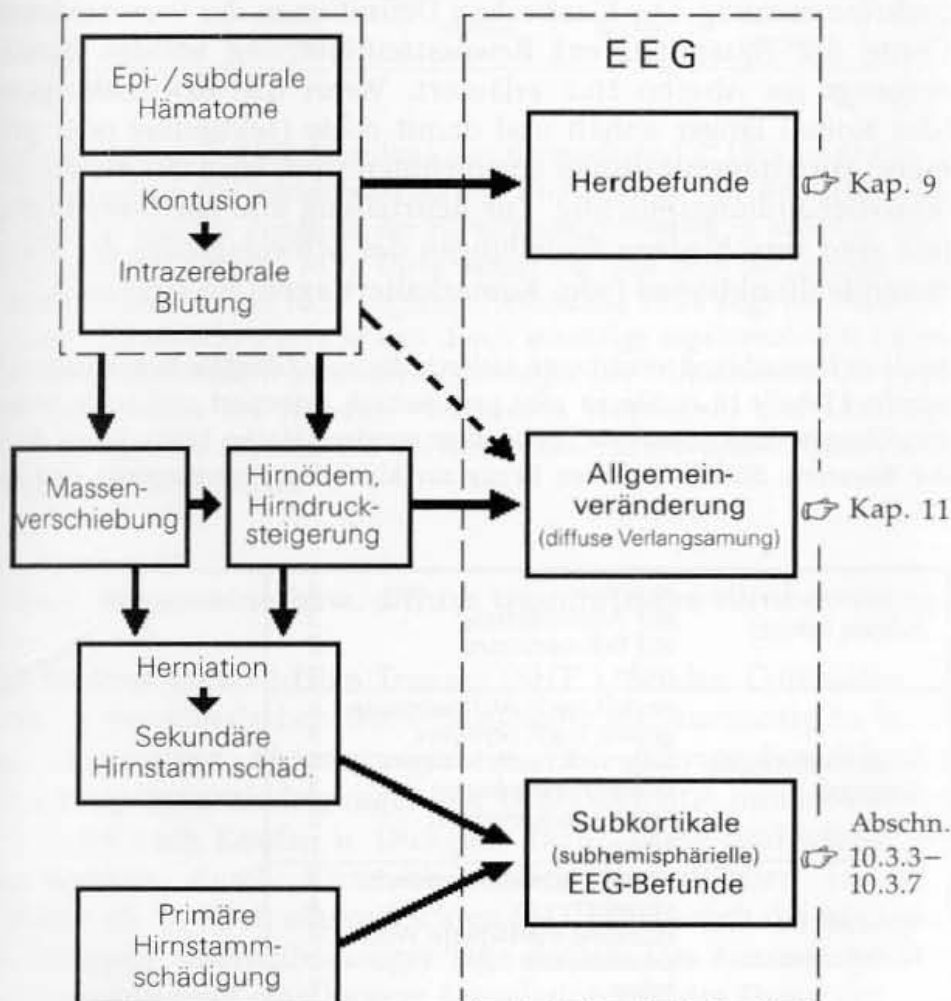 EEG
Epi-/subdurale
Hämatome
Kontusion
Intrazerebrale
Blutung
Herdbefunde
Kap. 9
Massen-
verschiebung
Hirnödem,
Hirndruck-
steigerung
Allgemein-
veränderung
(diffuse Verlangsamung)
Kap. 11
Herniation
Sekundäre
Hirnstammschäd.
Subkortikale
(subhemisphärielle)
EEG-Befunde
Abschn.
10.3.3–
10.3.7
Primäre
Hirnstamm-
schädigung